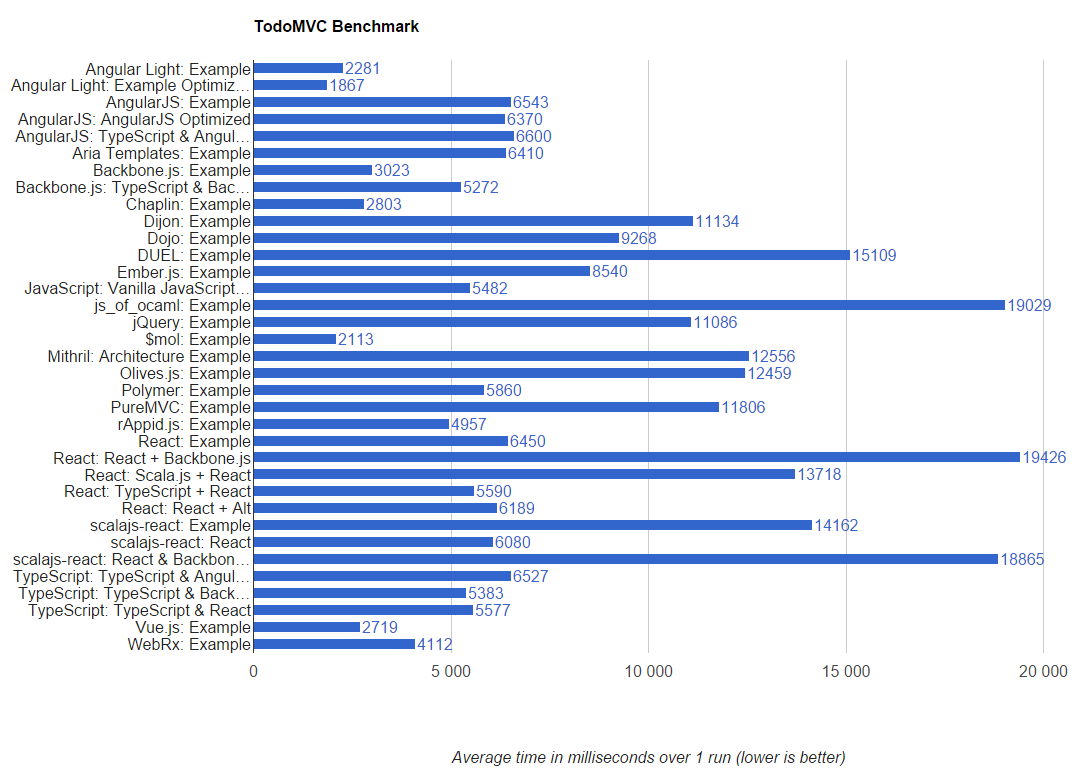 TodoMVC Benchmark
Angular Light: Example 2281
Angular Light: Example Optimiz… 1867
AngularJS: Example 6543
AngularJS: AngularJS Optimized 6370
AngularJS: TypeScript & Angul… 6600
Aria Templates: Example 6410
Backbone.js: Example 3023
Backbone.js: TypeScript & Bac… 5272
Chaplin: Example 2803
Dijon: Example 11134
Dojo: Example 9268
DUEL: Example 15109
Ember.js: Example 8540
JavaScript: Vanilla JavaScript… 5482
js_of_ocaml: Example 19029
jQuery: Example 11086
$mol: Example 2113
Mithril: Architecture Example 12556
Olives.js: Example 12459
Polymer: Example 5860
PureMVC: Example 11806
rAppid.js: Example 4957
React: Example 6450
React: React + Backbone.js 19426
React: Scala.js + React 13718
React: TypeScript + React 5590
React: React + Alt 6189
scalajs-react: Example 14162
scalajs-react: React 6080
scalajs-react: React & Backbon… 18865
TypeScript: TypeScript & Angul… 6527
TypeScript: TypeScript & Back… 5383
TypeScript: TypeScript & React 5577
Vue.js: Example 2719
WebRx: Example 4112
0 5 000 10 000 15 000 20 000
Average time in milliseconds over 1 run (lower is better)